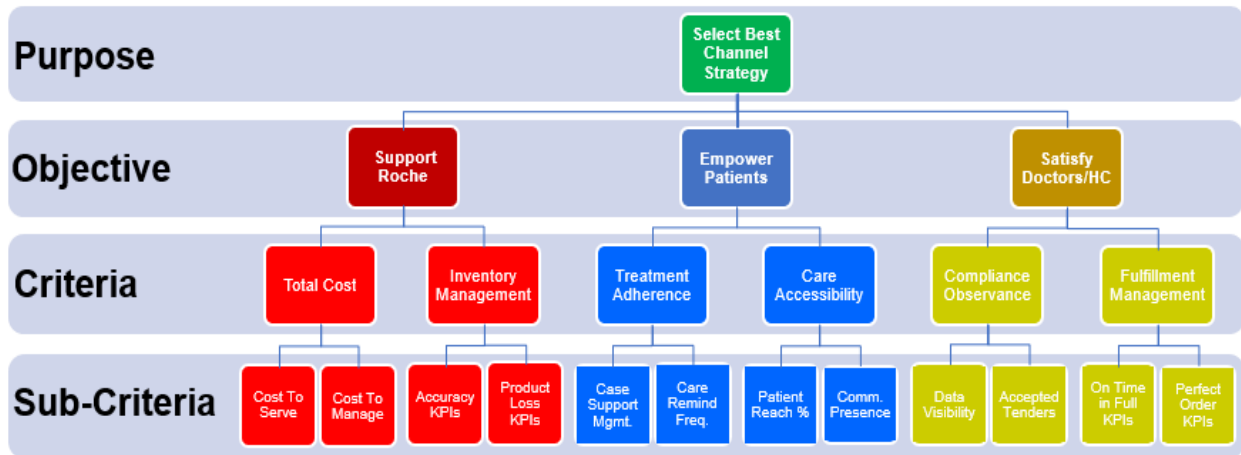 Purpose
Select Best
Channel
Strategy
Objective
Support
Roche
Empower
Patients
Satisfy
Doctors/HC
Criteria
Total Cost
Inventory
Management
Treatment
Adherence
Care
Accessibility
Compliance
Observance
Fulfillment
Management
Sub-Criteria
Cost To
Serve
Cost To
Manage
Accuracy
KPIs
Product
Loss
KPIs
Case
Support
Mgmt.
Care
Remind
Freq.
Patient
Reach %
Comm.
Presence
Data
Visibility
Accepted
Tenders
On Time
in Full
KPIs
Perfect
Order
KPIs